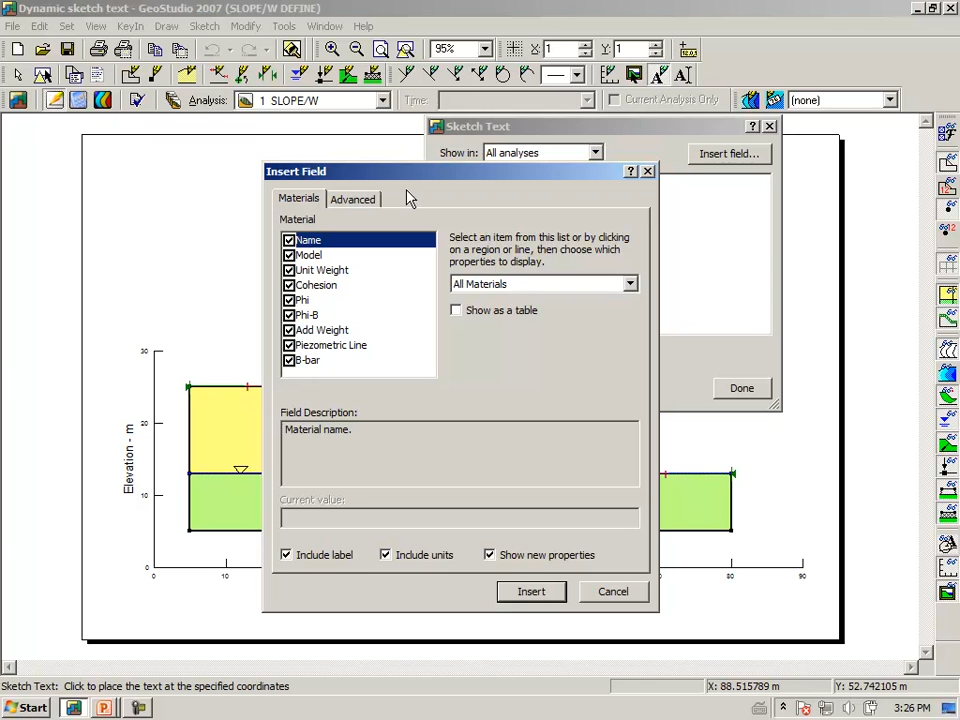 Dynamic sketch text - GeoStudio 2007 (SLOPE/W DEFINE)
File Edit Set View KeyIn Draw Sketch Modify Tools Window Help
95% X: 1 Y: 1
Analysis: 1 SLOPE/W Time: Current Analysis Only (none)
Sketch Text
Show in: All analyses Insert field...
Insert Field
Materials Advanced
Material
Name
Model
Unit Weight
Cohesion
Phi
Phi-B
Add Weight
Piezometric Line
B-bar
Select an item from this list or by clicking
on a region or line, then choose which
properties to display.
All Materials
Show as a table
Done
Field Description:
Material name.
Current value:
Include label Include units Show new properties
Insert Cancel
Elevation - m
30
20
10
0
0 10 80 90
Sketch Text: Click to place the text at the specified coordinates X: 88.515789 m Y: 52.742105 m
Start 3:26 PM